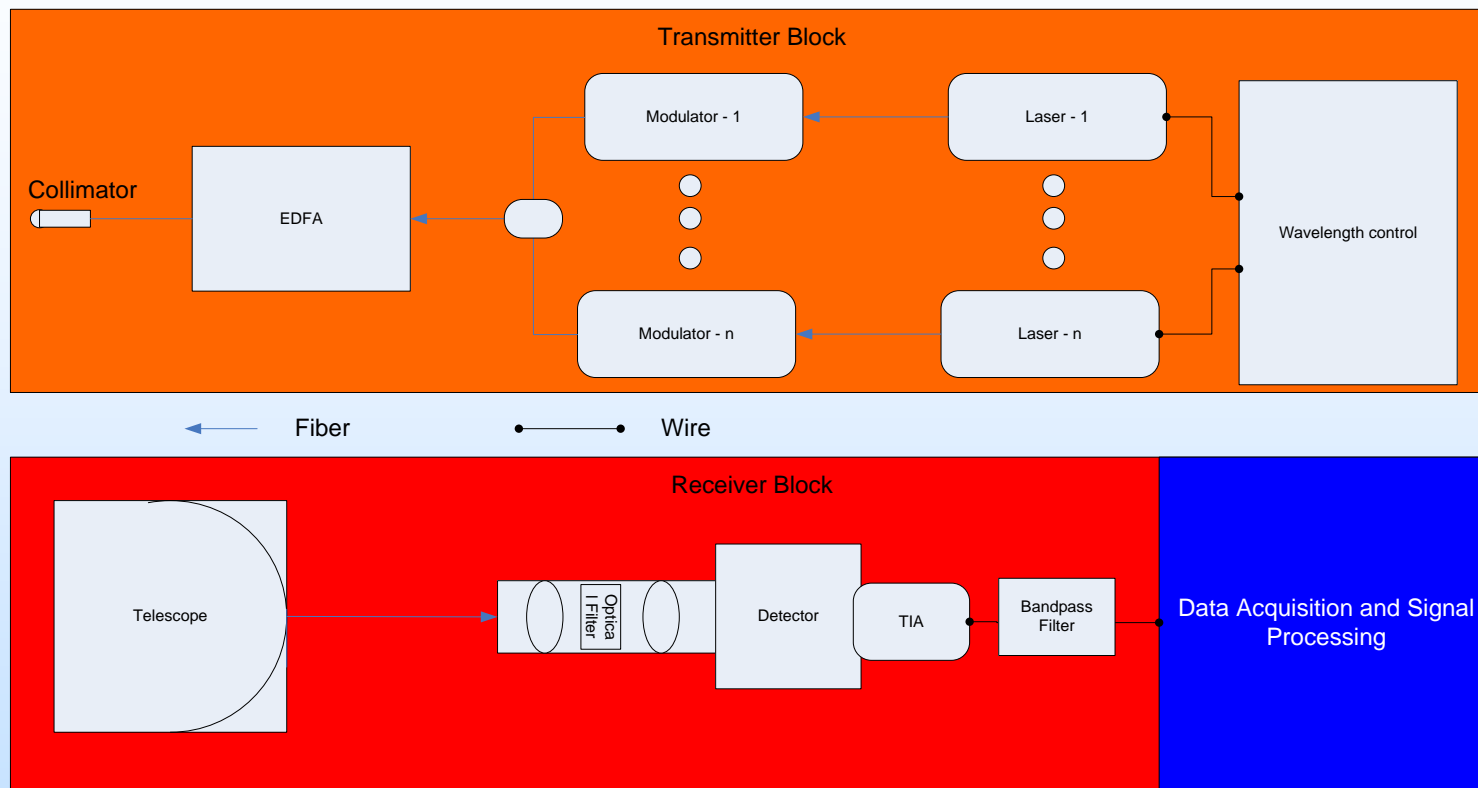 Transmitter Block
Modulator - 1
Laser - 1
Collimator
EDFA
Wavelength control
Modulator - n
Laser - n
Fiber
Wire
Receiver Block
Telescope
Optica
l Filter
Detector
TIA
Bandpass
Filter
Data Acquisition and Signal
Processing